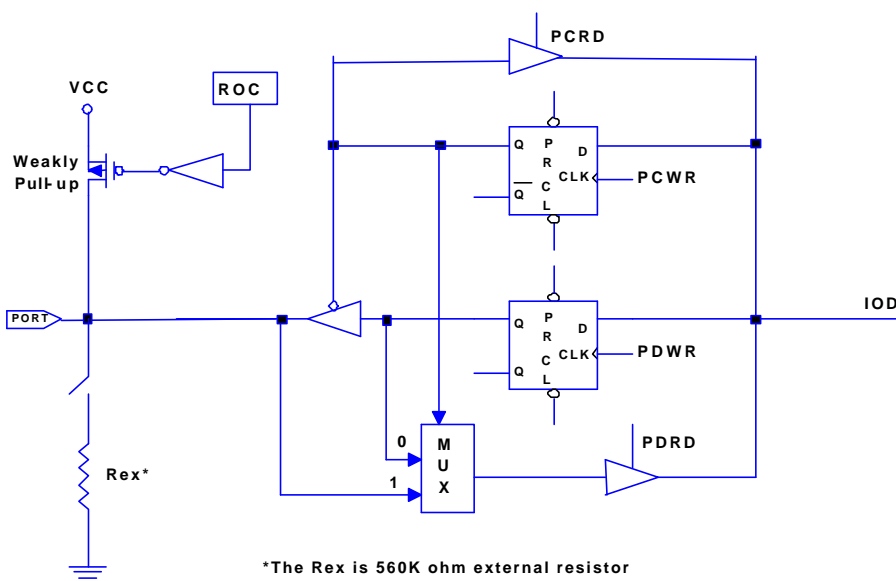 PCRD
VCC
ROC
Weakly
Pull-up
Q
P
R
C
L
D
CLK
Q
PCWR
PORT
IOD
Q
P
R
C
L
D
CLK
Q
PDWR
0
1
M
U
X
PDRD
Rex*
*The Rex is 560K ohm external resistor